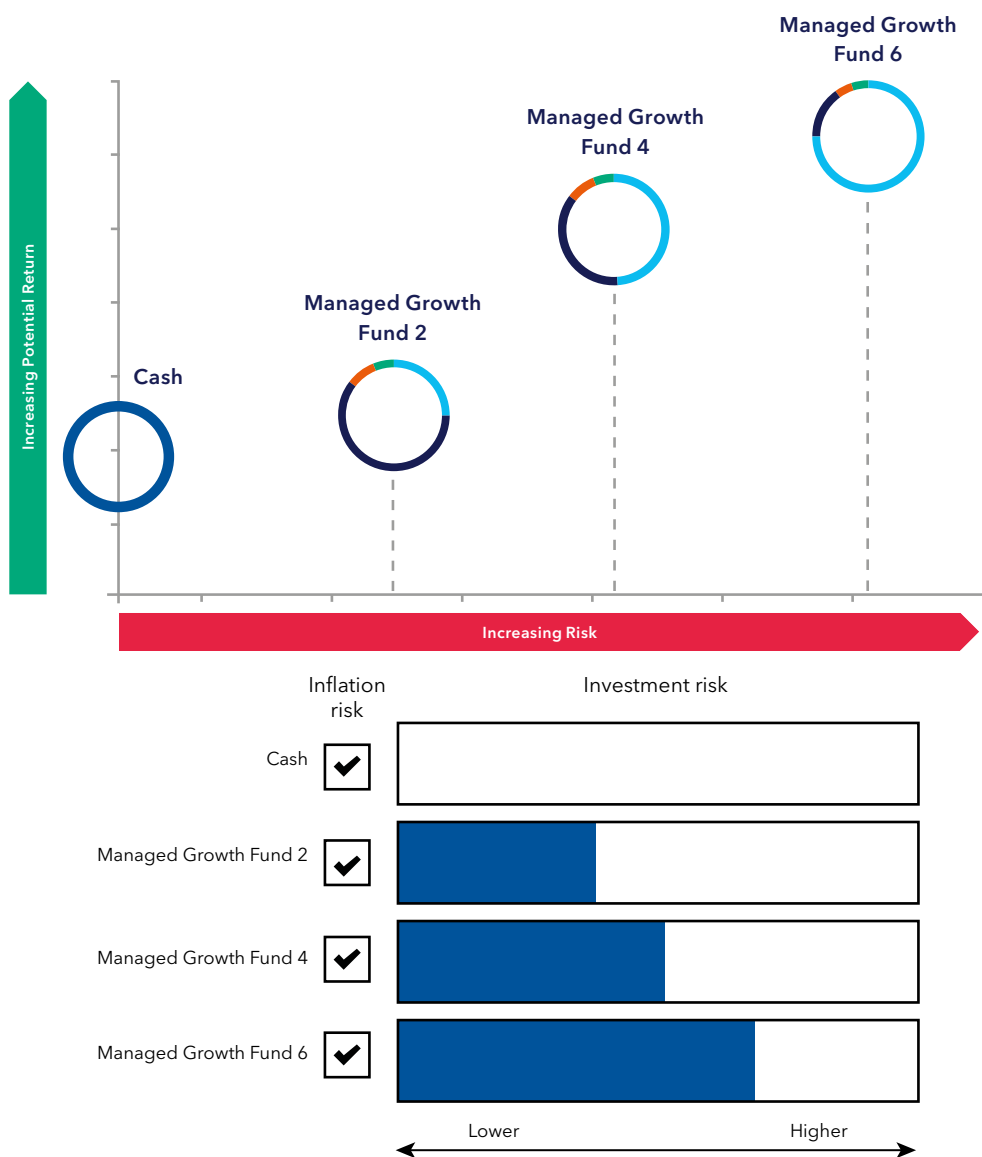 Managed Growth
Fund 6
Managed Growth
Fund 4
Managed Growth
Fund 2
Cash
Increasing Potential Return
Increasing Risk
Inflation
risk
Investment risk
Cash
Managed Growth Fund 2
Managed Growth Fund 4
Managed Growth Fund 6
Lower
Higher